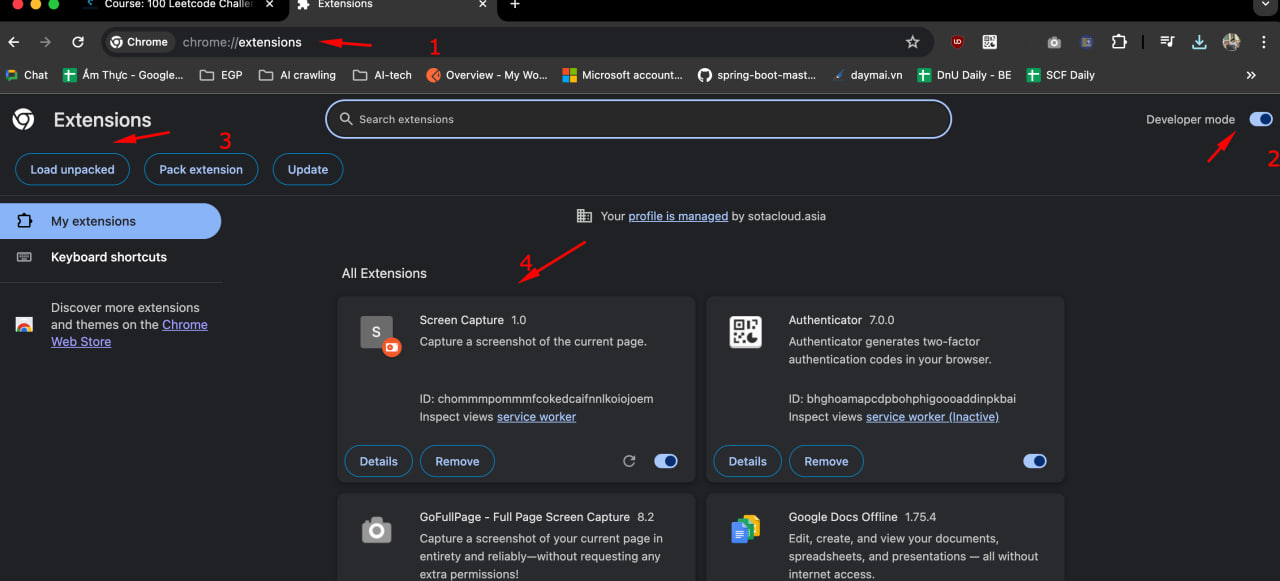 Course: 100 Leetcode Challe
Extensions
Chrome
chrome://extensions
1
Chat
Ẩm Thực - Google...
EGP
AI crawling
AI-tech
Overview - My Wo...
Microsoft account...
spring-boot-mast...
daymai.vn
DnU Daily - BE
SCF Daily
Extensions
Search extensions
Developer mode
2
3
Load unpacked
Pack extension
Update
My extensions
Keyboard shortcuts
Discover more extensions
and themes on the Chrome
Web Store
Your profile is managed by sotacloud.asia
4
All Extensions
S
Screen Capture 1.0
Capture a screenshot of the current page.
ID: chommmpommmfcokedcaifnnlkoiojoem
Inspect views service worker
Details
Remove
Authenticator 7.0.0
Authenticator generates two-factor
authentication codes in your browser.
ID: bhghoamapcdpbohphigoooaddinpkbai
Inspect views service worker (Inactive)
Details
Remove
GoFullPage - Full Page Screen Capture 8.2
Capture a screenshot of your current page in
entirety and reliably—without requesting any
extra permissions!
Google Docs Offline 1.75.4
Edit, create, and view your documents,
spreadsheets, and presentations — all without
internet access.